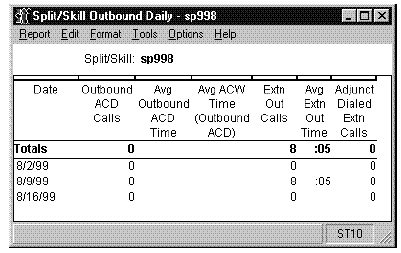 Split/Skill Outbound Daily - sp998
Report Edit Format Tools Options Help
Split/Skill: sp998
Date Outbound Avg Avg ACW Extn Avg Adjunct
ACD Outbound Time Out Extn Dialed
Calls ACD (Outbound Calls Out Extn
Time ACD) Time Calls
Totals 0 8 :05 0
8/2/99 0 0 0
8/9/99 0 8 :05 0
8/16/99 0 0 0
ST10